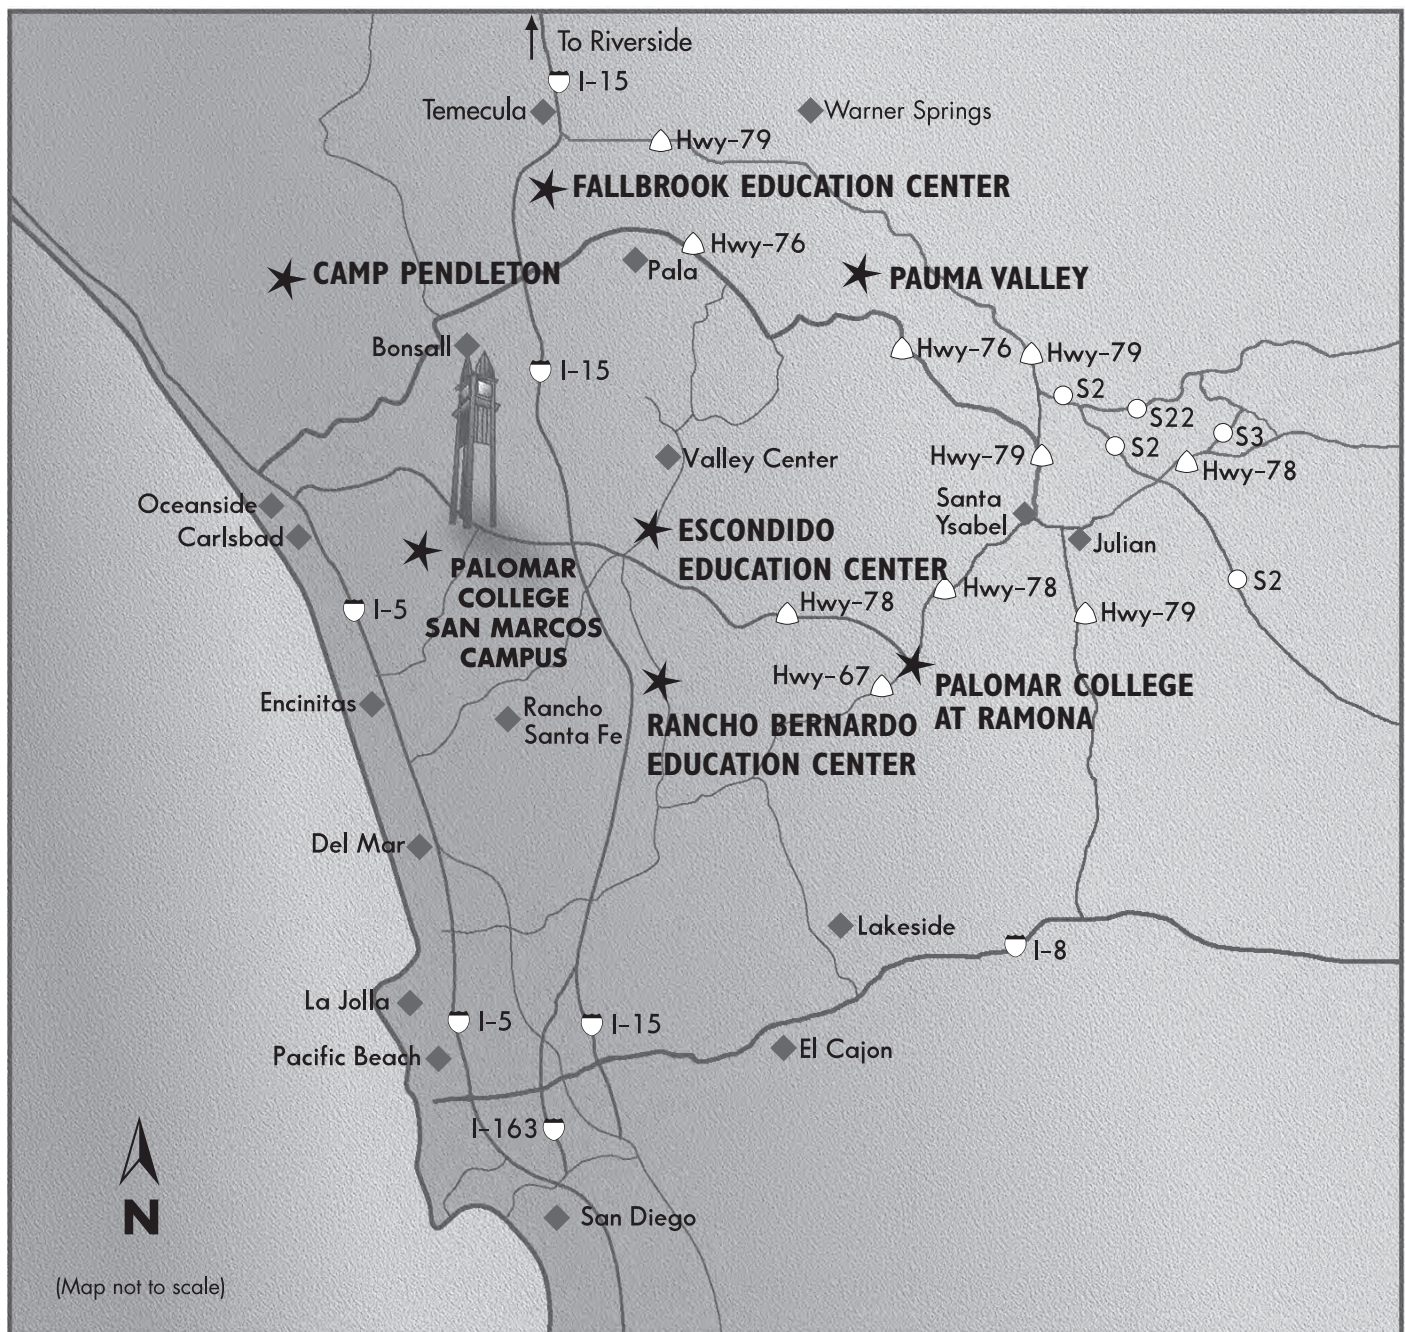 To Riverside
I-15
Temecula
Warner Springs
Hwy-79
FALLBROOK EDUCATION CENTER
Hwy-76
Pala
CAMP PENDLETON
PAUMA VALLEY
Bonsall
I-15
Hwy-76
Hwy-79
S2
S22
S2
S3
Hwy-79
Hwy-78
Valley Center
Santa
Ysabel
Oceanside
Carlsbad
ESCONDIDO
EDUCATION CENTER
Julian
PALOMAR
COLLEGE
SAN MARCOS
CAMPUS
I-5
Hwy-78
Hwy-78
S2
Hwy-79
Hwy-67
PALOMAR COLLEGE
AT RAMONA
Encinitas
Rancho
Santa Fe
RANCHO BERNARDO
EDUCATION CENTER
Del Mar
Lakeside
I-8
La Jolla
I-5
I-15
Pacific Beach
El Cajon
I-163
N
San Diego
(Map not to scale)